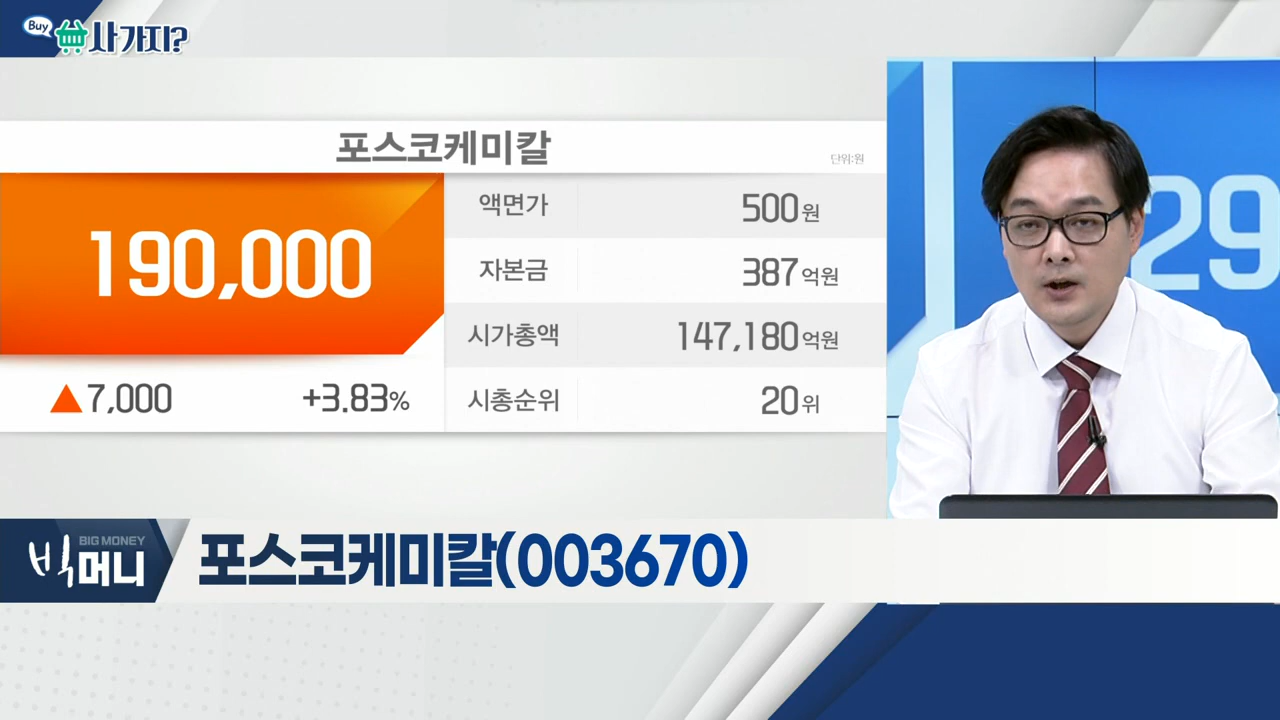 Buy
사 가지?
포스코케미칼
단위:원
190,000
▲7,000 +3.83%
액면가 500원
자본금 387억원
시가총액 147,180억원
시총순위 20위
29
BIG MONEY
빅머니
포스코케미칼(003670)